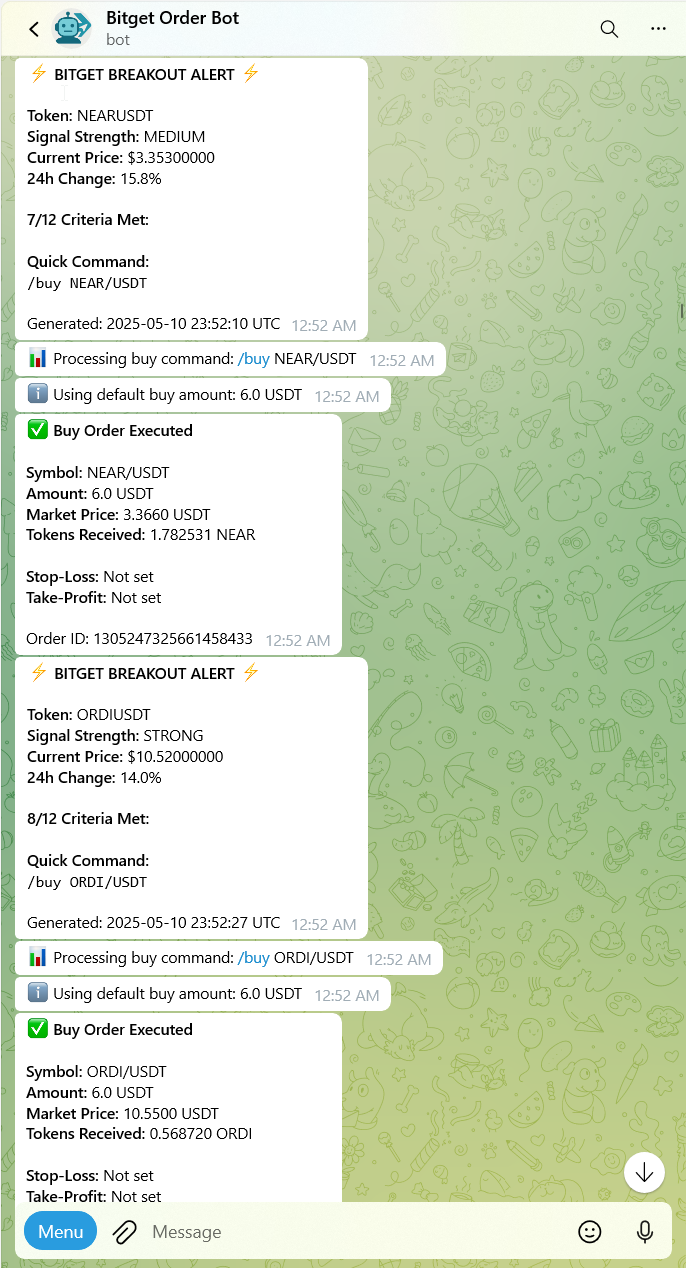 Bitget Order Bot
bot
⚡ BITGET BREAKOUT ALERT ⚡
Token: NEARUSDT
Signal Strength: MEDIUM
Current Price: $3.35300000
24h Change: 15.8%
7/12 Criteria Met:
Quick Command:
/buy NEAR/USDT
Generated: 2025-05-10 23:52:10 UTC 12:52 AM
📊 Processing buy command: /buy NEAR/USDT 12:52 AM
ℹ️ Using default buy amount: 6.0 USDT 12:52 AM
✅ Buy Order Executed
Symbol: NEAR/USDT
Amount: 6.0 USDT
Market Price: 3.3660 USDT
Tokens Received: 1.782531 NEAR
Stop-Loss: Not set
Take-Profit: Not set
Order ID: 1305247325661458433 12:52 AM
⚡ BITGET BREAKOUT ALERT ⚡
Token: ORDIUSDT
Signal Strength: STRONG
Current Price: $10.52000000
24h Change: 14.0%
8/12 Criteria Met:
Quick Command:
/buy ORDI/USDT
Generated: 2025-05-10 23:52:27 UTC 12:52 AM
📊 Processing buy command: /buy ORDI/USDT 12:52 AM
ℹ️ Using default buy amount: 6.0 USDT 12:52 AM
✅ Buy Order Executed
Symbol: ORDI/USDT
Amount: 6.0 USDT
Market Price: 10.5500 USDT
Tokens Received: 0.568720 ORDI
Stop-Loss: Not set
Take-Profit: Not set
Menu Message